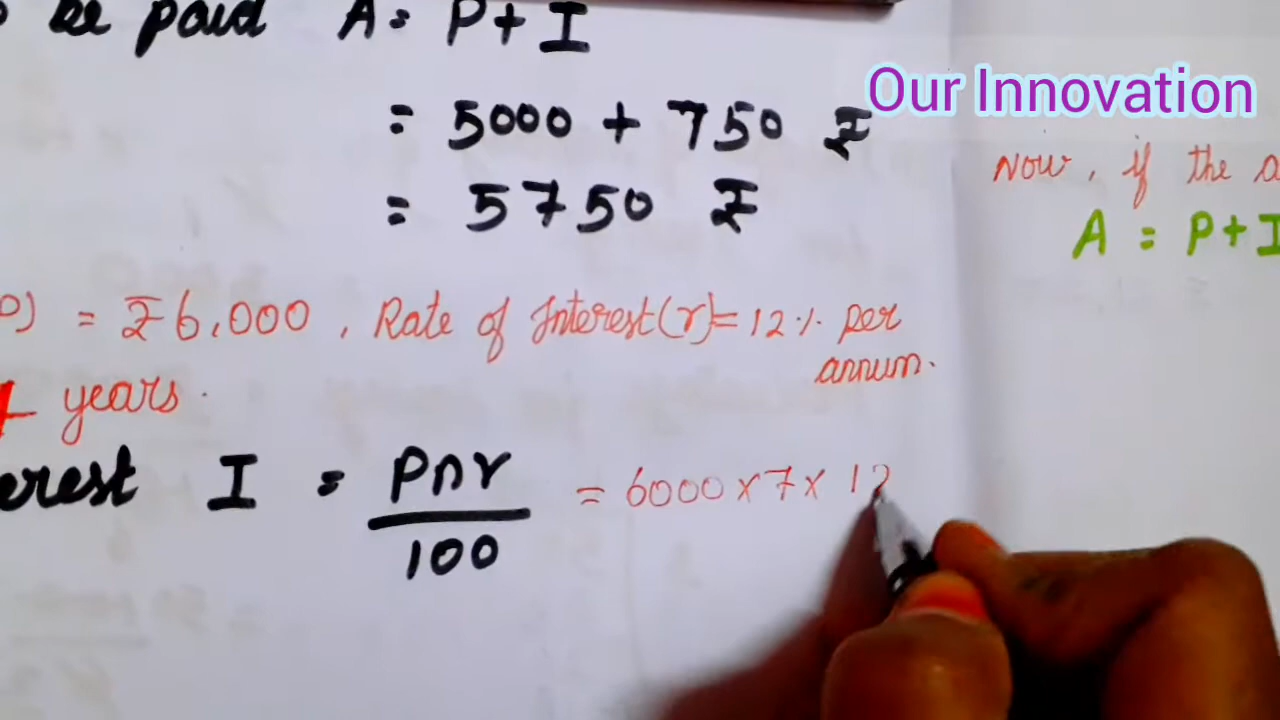 be paid A = P + I
Our Innovation
= 5000 + 750 ₹
Now, if the
= 5750 ₹
A = P + I
= ₹6,000, Rate of Interest (r) = 12% per
annum.
years.
I = Pnr
100
= 6000 x 7 x 12